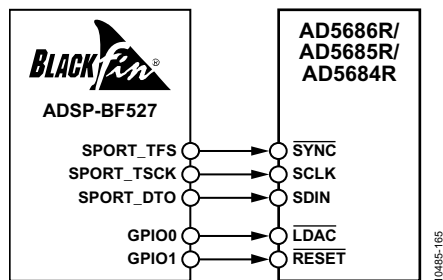 BLACKfin®
ADSP-BF527
SPORT_TFS
SPORT_TSCK
SPORT_DTO
GPIO0
GPIO1
AD5686R/
AD5685R/
AD5684R
SYNC
SCLK
SDIN
LDAC
RESET
10485-165